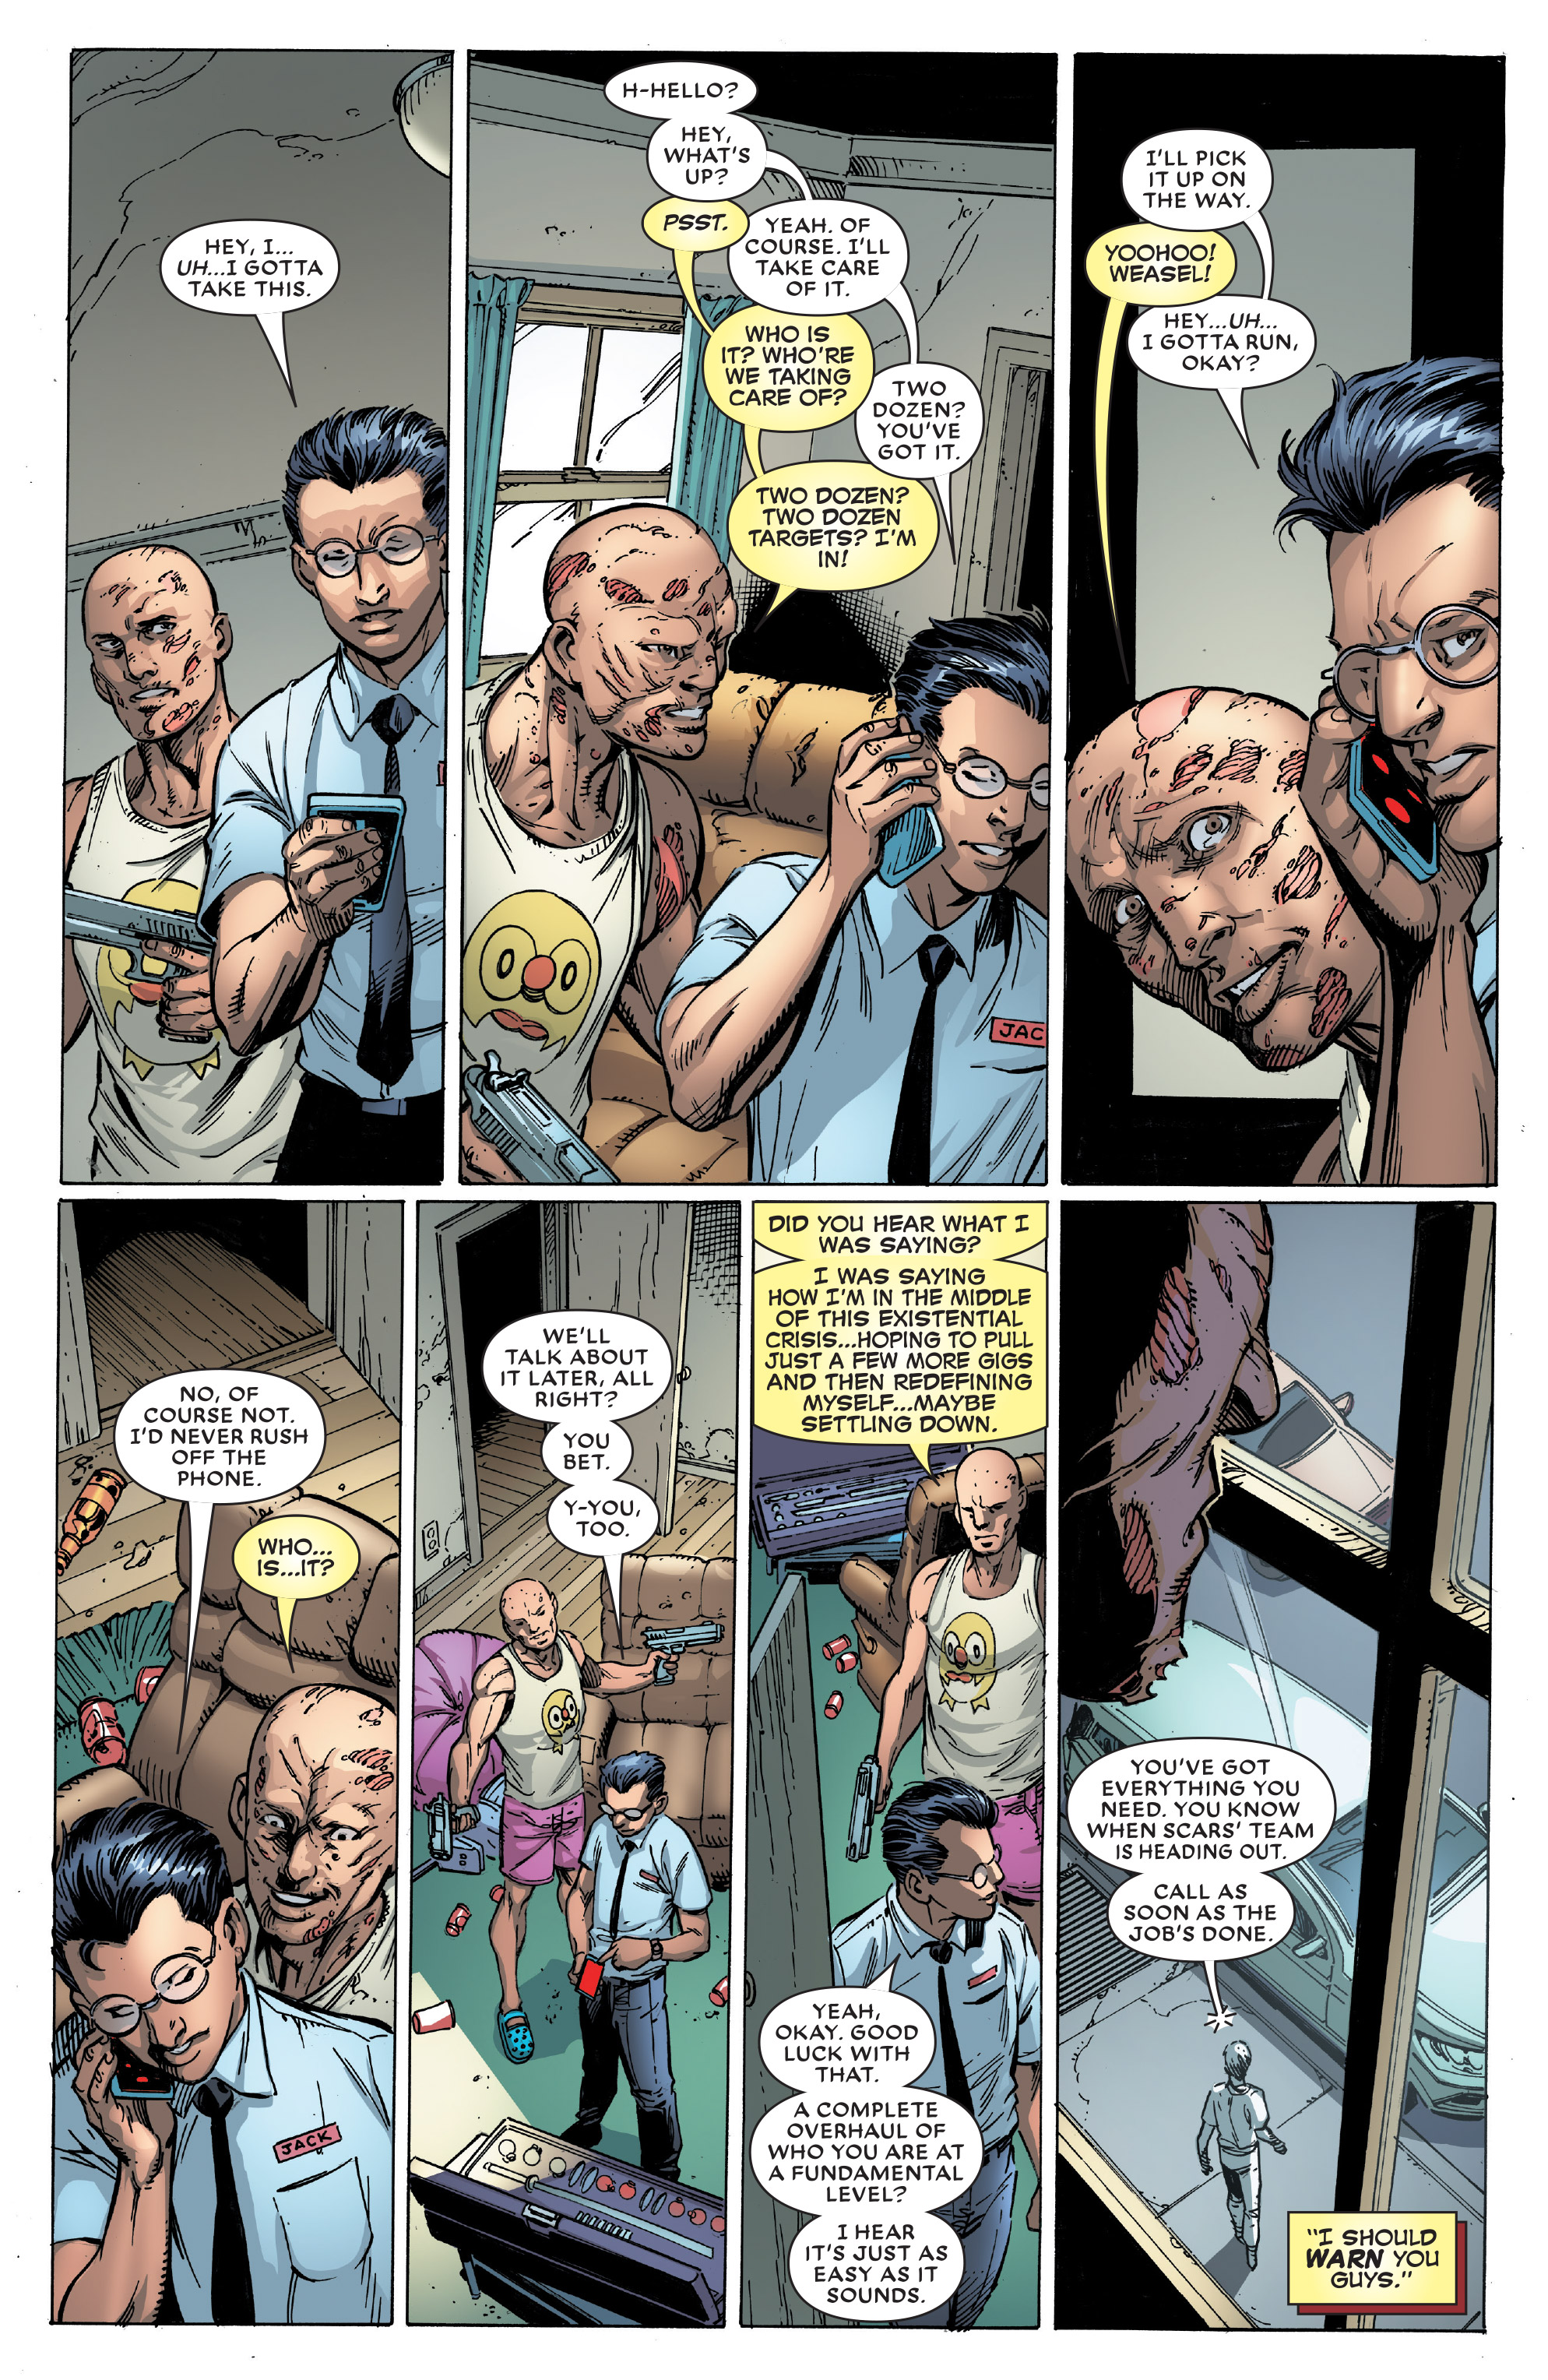 HEY, I...
UH...I GOTTA
TAKE THIS.
H-HELLO?
HEY,
WHAT'S
UP?
PSST.
YEAH. OF
COURSE. I'LL
TAKE CARE
OF IT.
WHO IS
IT? WHO'RE
WE TAKING
CARE OF?
TWO
DOZEN?
YOU'VE
GOT IT.
TWO DOZEN?
TWO DOZEN
TARGETS? I'M
IN!
JAC
I'LL PICK
IT UP ON
THE WAY.
YOOHOO!
WEASEL!
HEY...UH...
I GOTTA RUN,
OKAY?
NO, OF
COURSE NOT.
I'D NEVER RUSH
OFF THE
PHONE.
WHO...
IS...IT?
JACK
WE'LL
TALK ABOUT
IT LATER, ALL
RIGHT?
YOU
BET.
Y-YOU,
TOO.
DID YOU HEAR WHAT I
WAS SAYING?
I WAS SAYING
HOW I'M IN THE MIDDLE
OF THIS EXISTENTIAL
CRISIS...HOPING TO PULL
JUST A FEW MORE GIGS
AND THEN REDEFINING
MYSELF...MAYBE
SETTLING DOWN.
YEAH,
OKAY. GOOD
LUCK WITH
THAT.
A COMPLETE
OVERHAUL OF
WHO YOU ARE AT
A FUNDAMENTAL
LEVEL?
I HEAR
IT'S JUST AS
EASY AS IT
SOUNDS.
YOU'VE GOT
EVERYTHING YOU
NEED. YOU KNOW
WHEN SCARS' TEAM
IS HEADING OUT.
CALL AS
SOON AS THE
JOB'S DONE.
"I SHOULD
WARN YOU
GUYS."